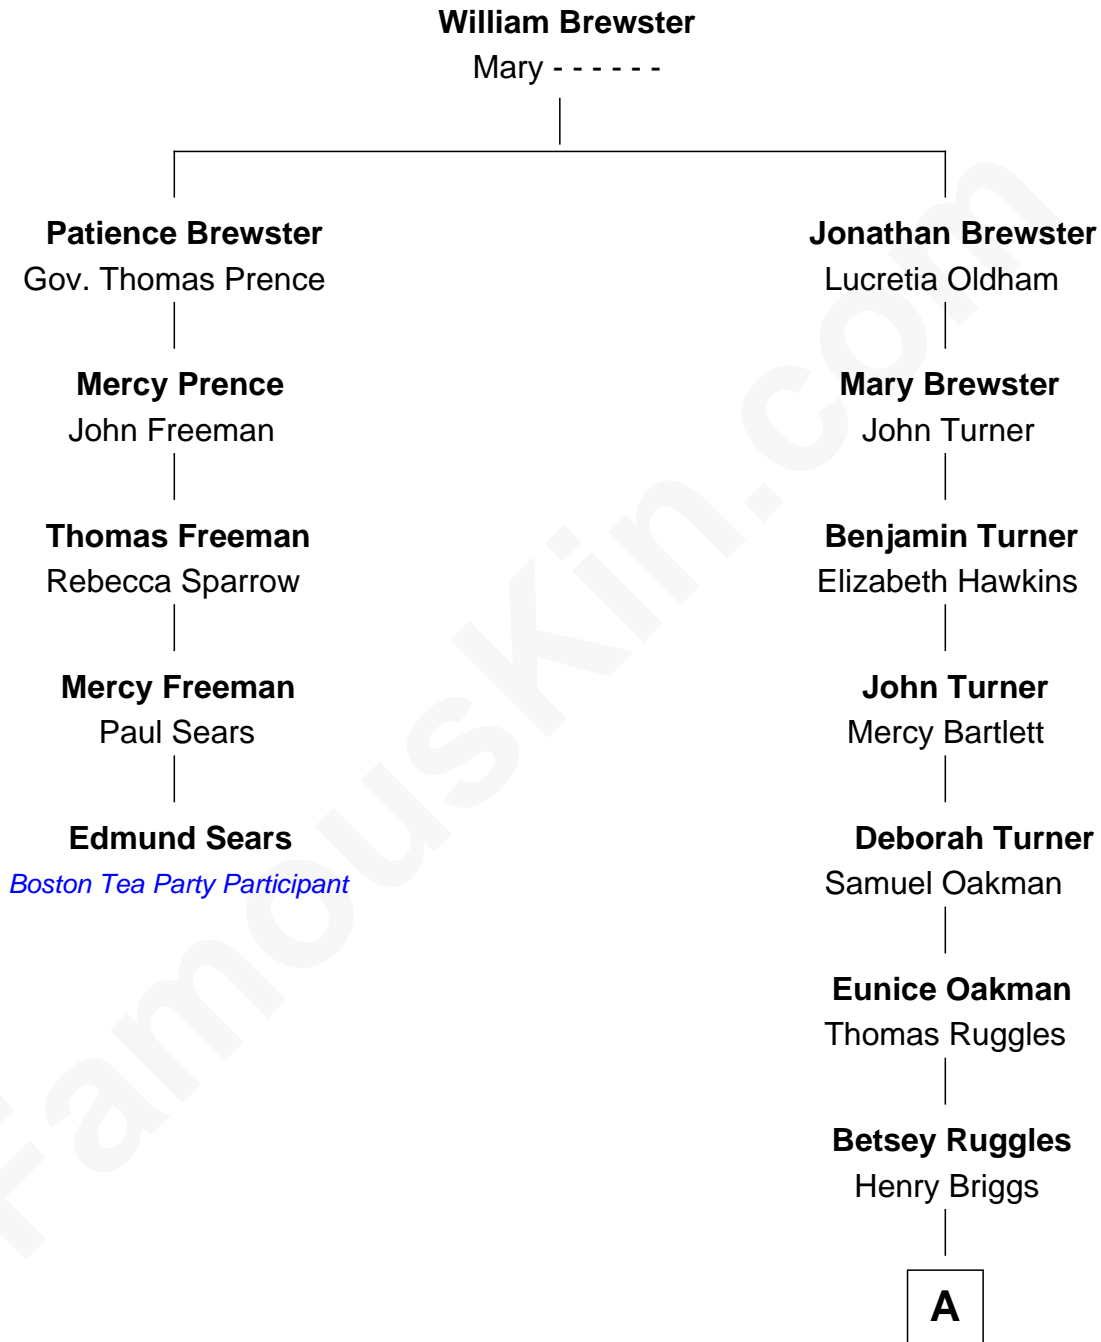 William Brewster
Mary - - - - - -
Patience Brewster
Gov. Thomas Prence
Jonathan Brewster
Lucretia Oldham
Mercy Prence
John Freeman
Mary Brewster
John Turner
Thomas Freeman
Rebecca Sparrow
Benjamin Turner
Elizabeth Hawkins
Mercy Freeman
Paul Sears
John Turner
Mercy Bartlett
Edmund Sears
Boston Tea Party Participant
Deborah Turner
Samuel Oakman
Eunice Oakman
Thomas Ruggles
Betsey Ruggles
Henry Briggs
A
FamousKin.com